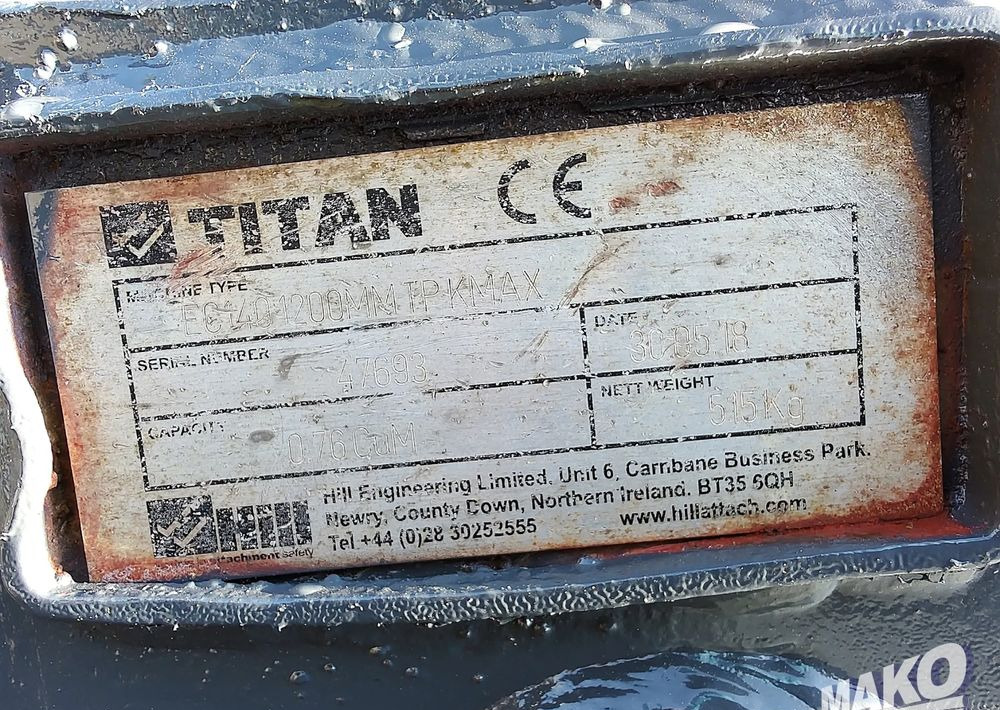 TITAN CE
MACHINE TYPE
EC140 1200MM TP KMAX
SERIAL NUMBER
47693
DATE
30.05.18
CAPACITY
0.76 CuM
NETT WEIGHT
515Kg
HILL
attachment safety
Hill Engineering Limited. Unit 6, Carnbane Business Park,
Newry, County Down, Northern Ireland. BT35 6QH
Tel +44 (0)28 30252555
www.hillattach.com
MAKO